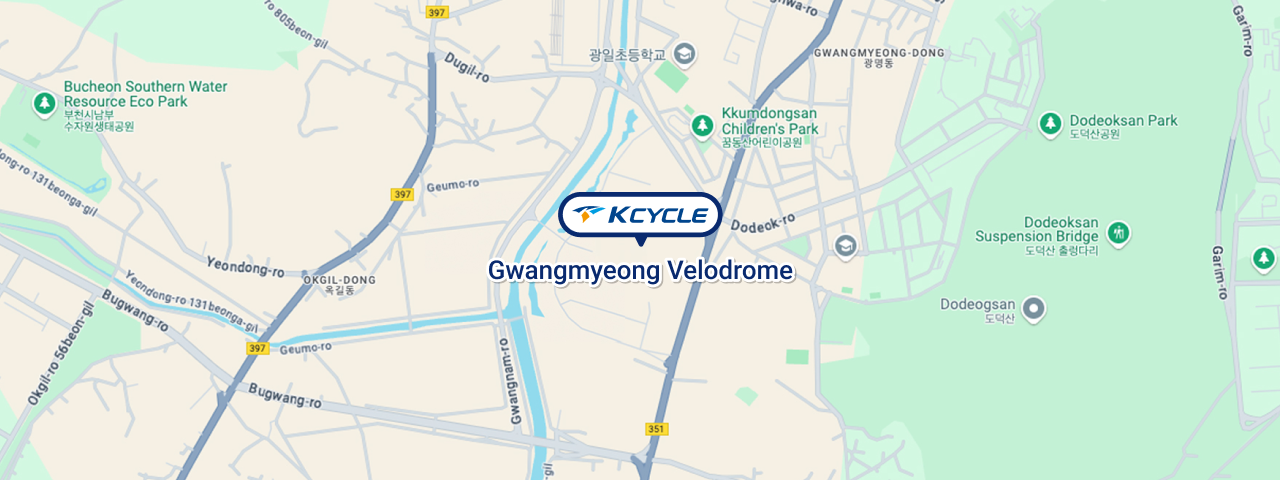 397
805beon-gil
Dugil-ro
광일초등학교
GWANGMYEONG-DONG
광명동
Garim-ro
Bucheon Southern Water
Resource Eco Park
부천시남부
수자원생태공원
Kkumdongsan
Children's Park
꿈동산어린이공원
Dodeoksan Park
도덕산공원
131beonga-gil
397
Geumo-ro
KCYCLE
Dodeok-ro
Gwangmyeong Velodrome
Dodeoksan
Suspension Bridge
도덕산 출렁다리
Yeondong-ro
OKGIL-DONG
옥길동
Garim-ro
Yeondong-ro 131beonga-gil
Bugwang-ro
Dodeogsan
도덕산
397
Geumo-ro
Okgil-ro 56beon-gil
Gwangnam-ro
Bugwang-ro
351